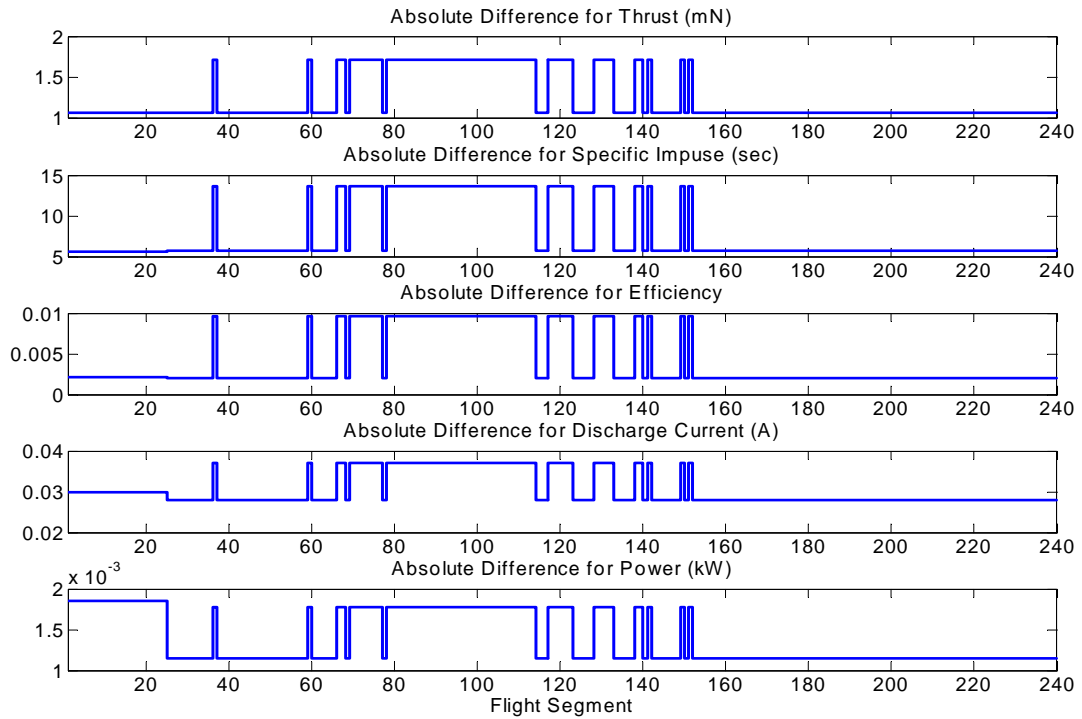 Absolute Difference for Thrust (mN)
2
1.5
1
20 40 60 80 100 120 140 160 180 200 220 240
Absolute Difference for Specific Impuse (sec)
15
10
5
20 40 60 80 100 120 140 160 180 200 220 240
Absolute Difference for Efficiency
0.01
0.005
0
20 40 60 80 100 120 140 160 180 200 220 240
Absolute Difference for Discharge Current (A)
0.04
0.03
0.02
20 40 60 80 100 120 140 160 180 200 220 240
Absolute Difference for Power (kW)
x 10-3
2
1.5
1
20 40 60 80 100 120 140 160 180 200 220 240
Flight Segment